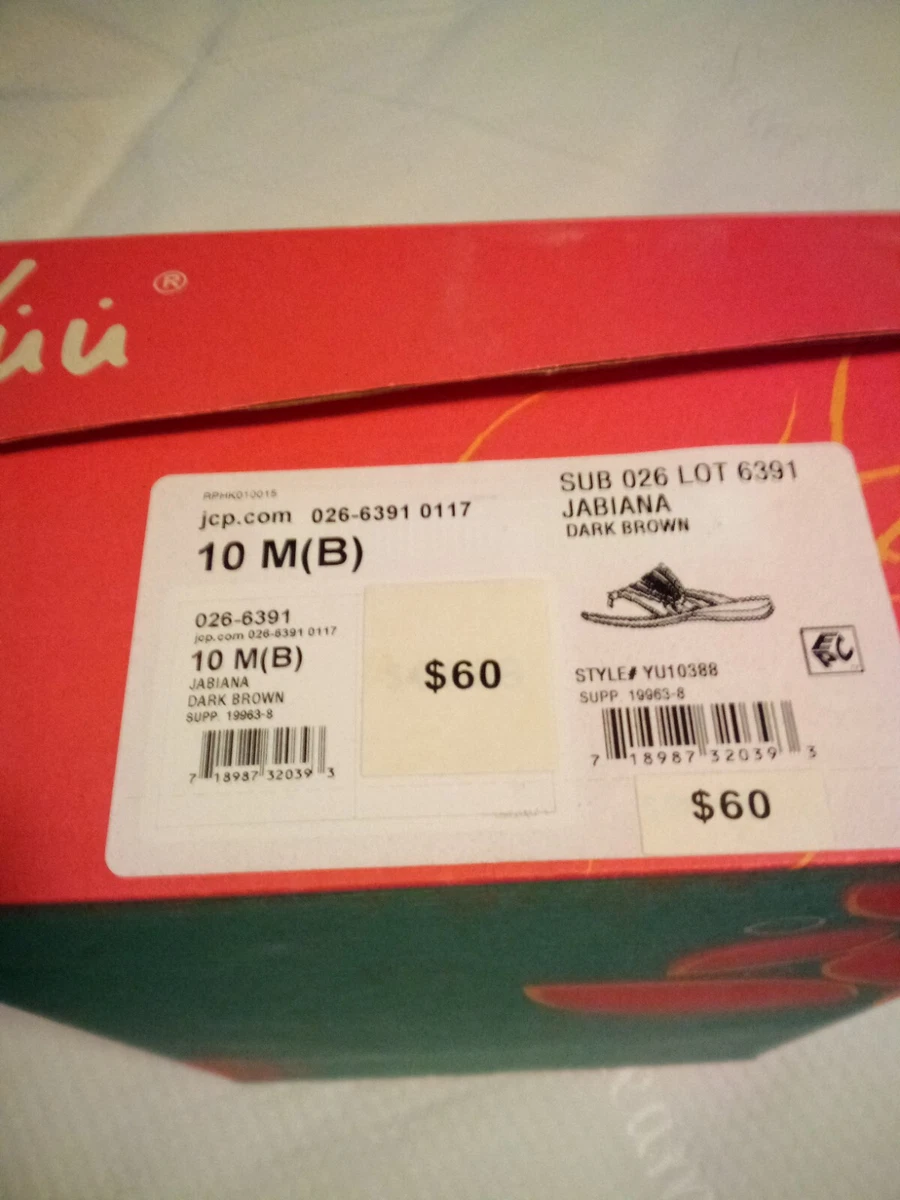 üü ®
RPHK010015
jcp.com 026-6391 0117
10 M(B)
026-6391
jcp.com 026-6391 0117
10 M(B)
JABIANA
DARK BROWN
SUPP. 19963-8
7 18987 32039 3
$60
SUB 026 LOT 6391
JABIANA
DARK BROWN
STYLE# YU10388
SUPP. 19963-8
7 18987 32039 3
$60